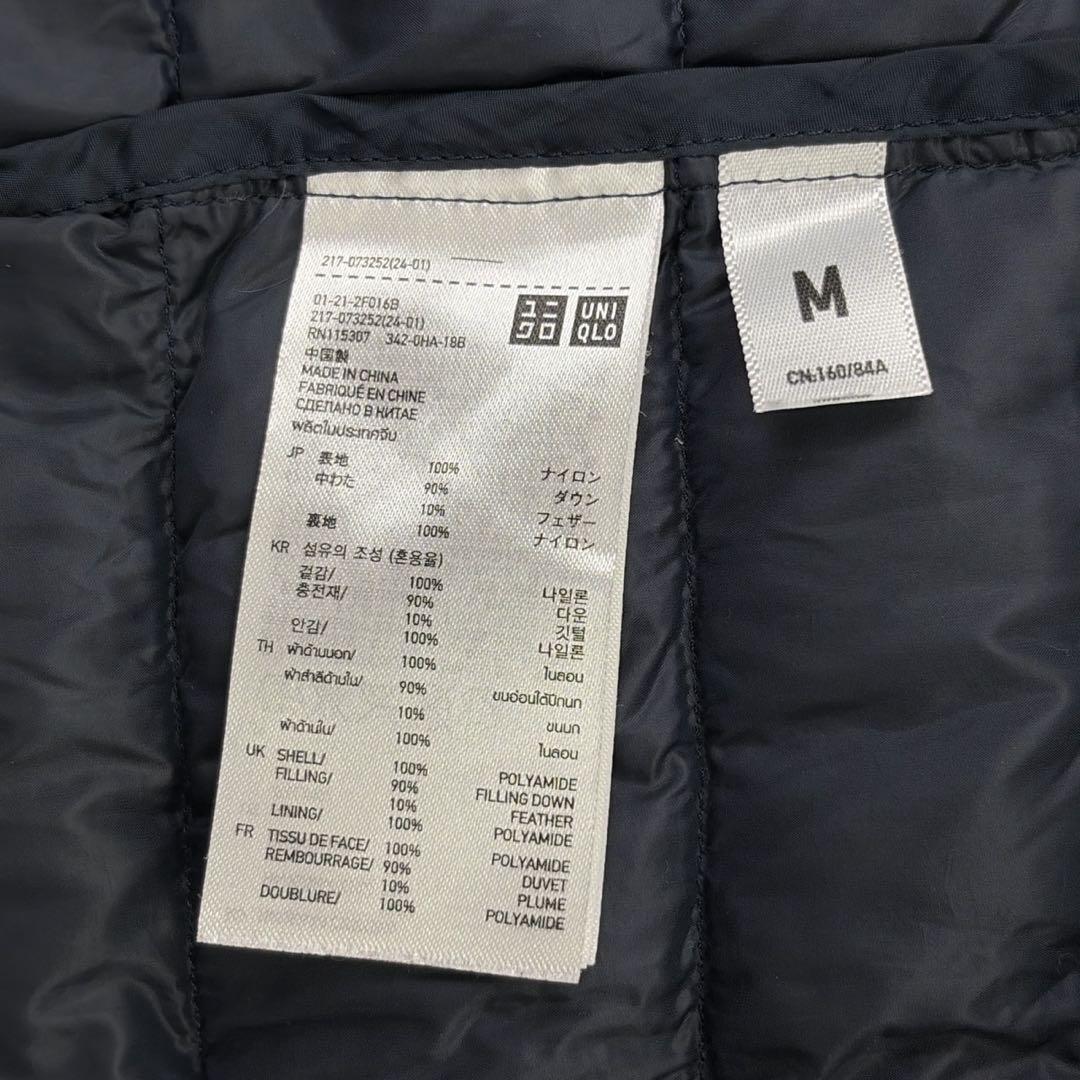 217-073252(24-01)
01-21-2F016B
217-073252(24-01)
RN115307 342-0HA-18B
ユニ
クロ
UNI
QLO
中国製
MADE IN CHINA
FABRIQUÉ EN CHINE
СДЕЛАНО В КИТАЕ
ผลิตในประเทศจีน
JP 表地 100% ナイロン
中わた 90% ダウン
10% フェザー
裏地 100% ナイロン
KR 섬유의 조성 (혼용율)
겉감/ 100% 나일론
충전재/ 90% 다운
10% 깃털
안감/ 100% 나일론
TH ผ้าด้านนอก/ 100% ไนลอน
ผ้าสำลีด้านใน/ 90% ขนอ่อนใต้ปีกนก
10% ขนนก
ผ้าด้านใน/ 100% ไนลอน
UK SHELL/ 100% POLYAMIDE
FILLING/ 90% FILLING DOWN
10% FEATHER
LINING/ 100% POLYAMIDE
FR TISSU DE FACE/ 100% POLYAMIDE
REMBOURRAGE/ 90% DUVET
10% PLUME
DOUBLURE/ 100% POLYAMIDE
M
CN:160/84A